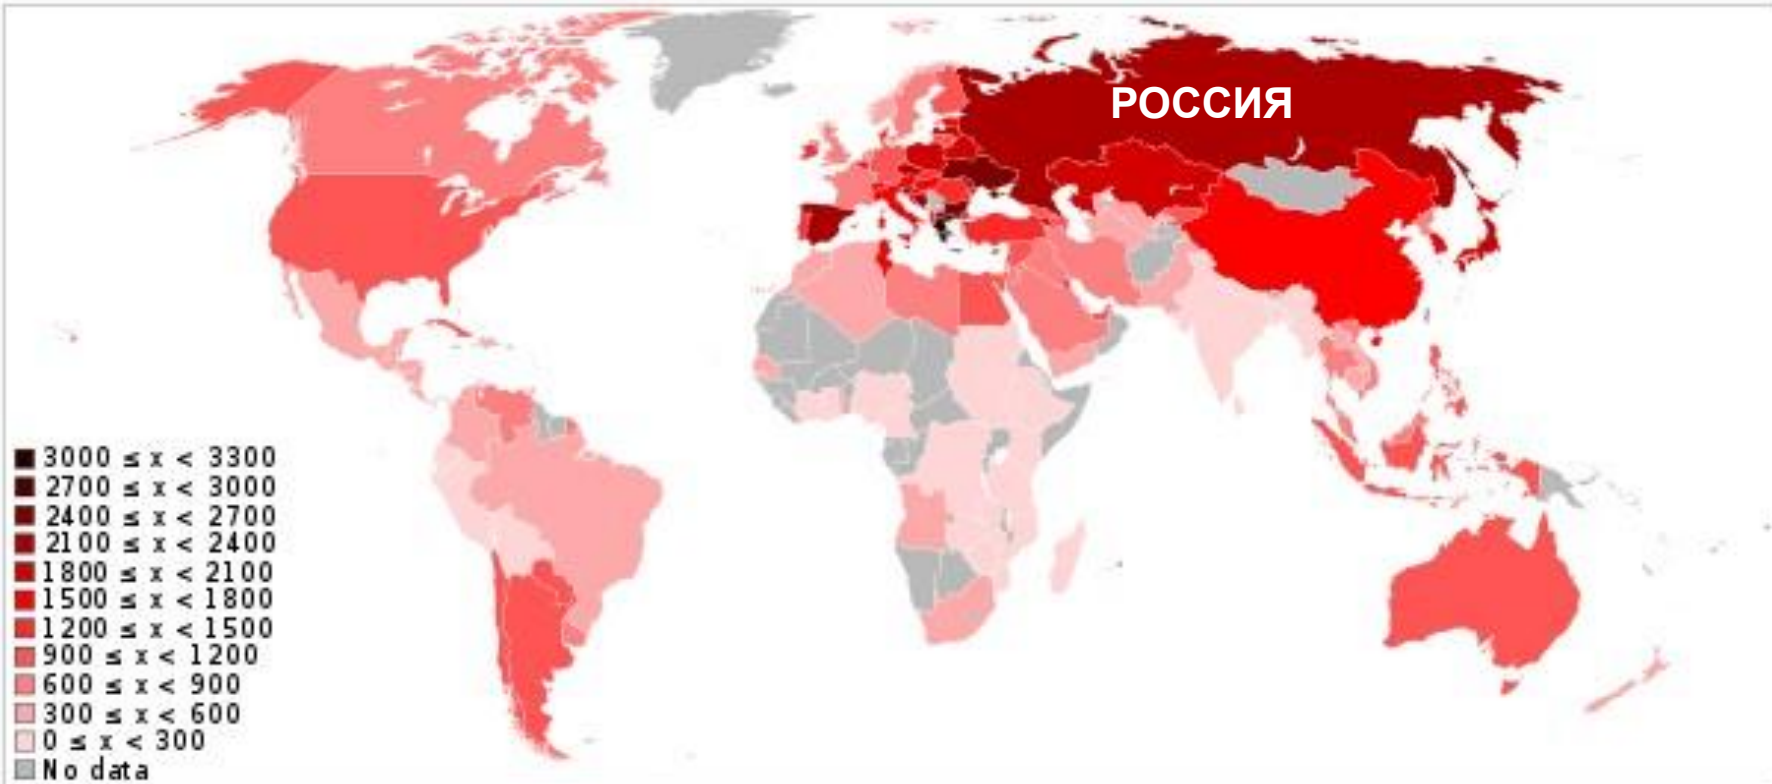 РОССИЯ
3000 ≤ x < 3300
2700 ≤ x < 3000
2400 ≤ x < 2700
2100 ≤ x < 2400
1800 ≤ x < 2100
1500 ≤ x < 1800
1200 ≤ x < 1500
900 ≤ x < 1200
600 ≤ x < 900
300 ≤ x < 600
0 ≤ x < 300
No data